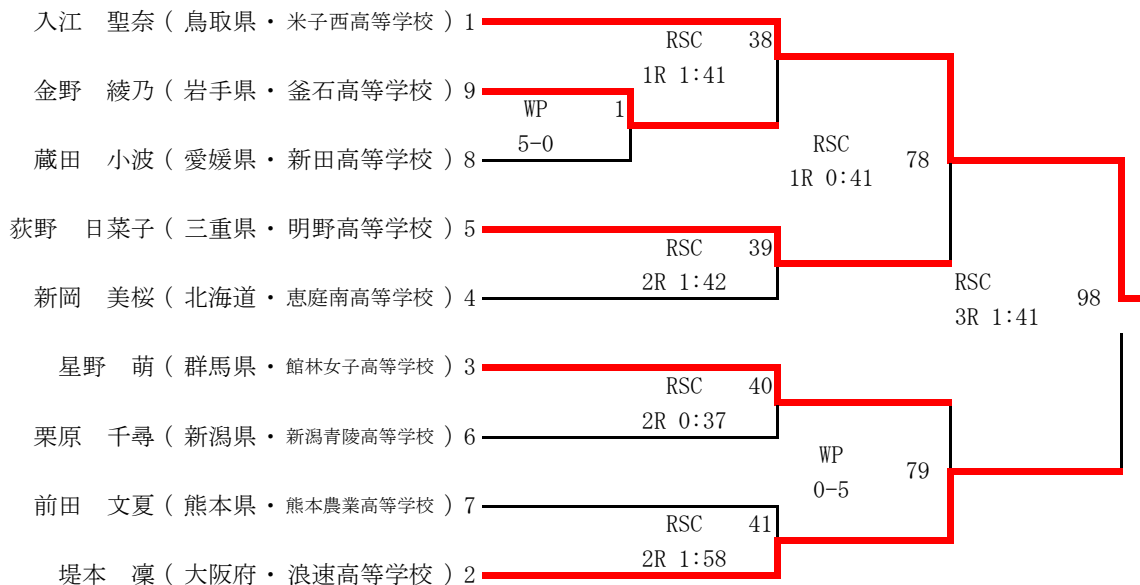 入江　聖奈 ( 鳥取県 ・ 米子西高等学校 ) 1
RSC 38
1R 1:41
金野　綾乃 ( 岩手県 ・ 釜石高等学校 ) 9
WP 1
5-0
蔵田　小波 ( 愛媛県 ・ 新田高等学校 ) 8
RSC 78
1R 0:41
荻野　日菜子 ( 三重県 ・ 明野高等学校 ) 5
RSC 39
2R 1:42
新岡　美桜 ( 北海道 ・ 恵庭南高等学校 ) 4
RSC 98
3R 1:41
星野　萌 ( 群馬県 ・ 館林女子高等学校 ) 3
RSC 40
2R 0:37
栗原　千尋 ( 新潟県 ・ 新潟青陵高等学校 ) 6
WP 79
0-5
前田　文夏 ( 熊本県 ・ 熊本農業高等学校 ) 7
RSC 41
2R 1:58
堤本　凜 ( 大阪府 ・ 浪速高等学校 ) 2